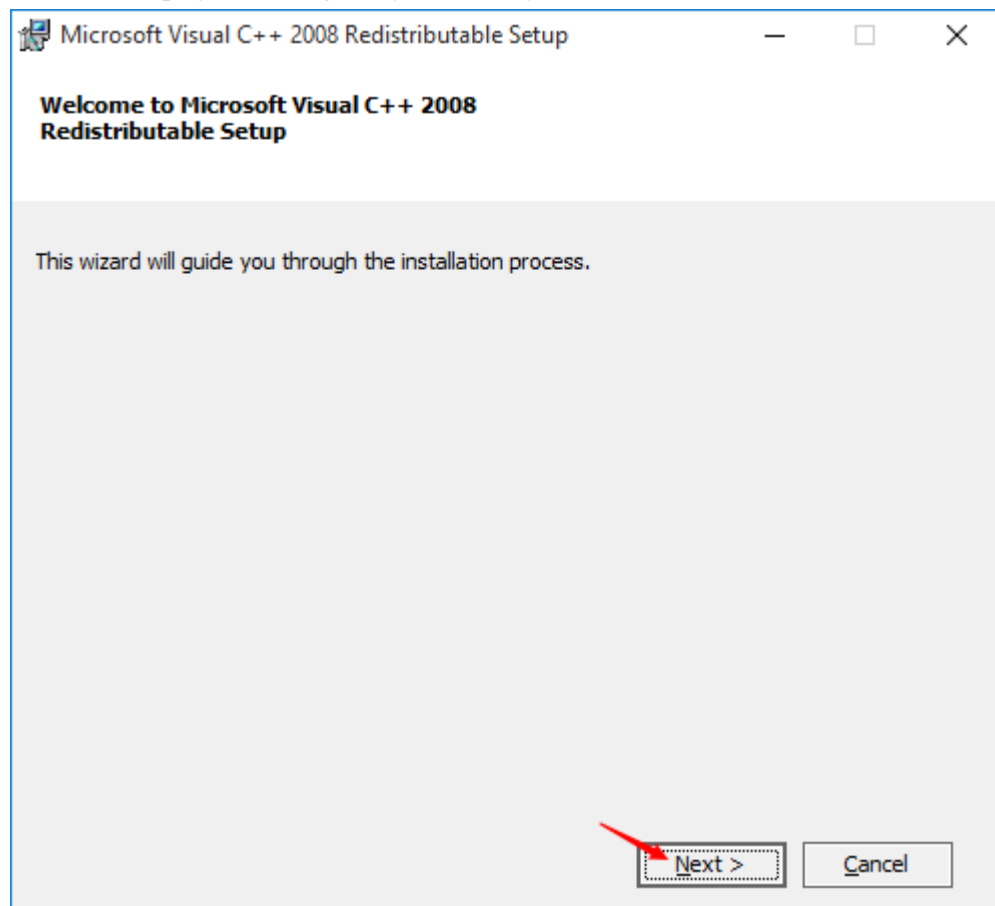 Microsoft Visual C++ 2008 Redistributable Setup
Welcome to Microsoft Visual C++ 2008
Redistributable Setup
This wizard will guide you through the installation process.
Next >
Cancel